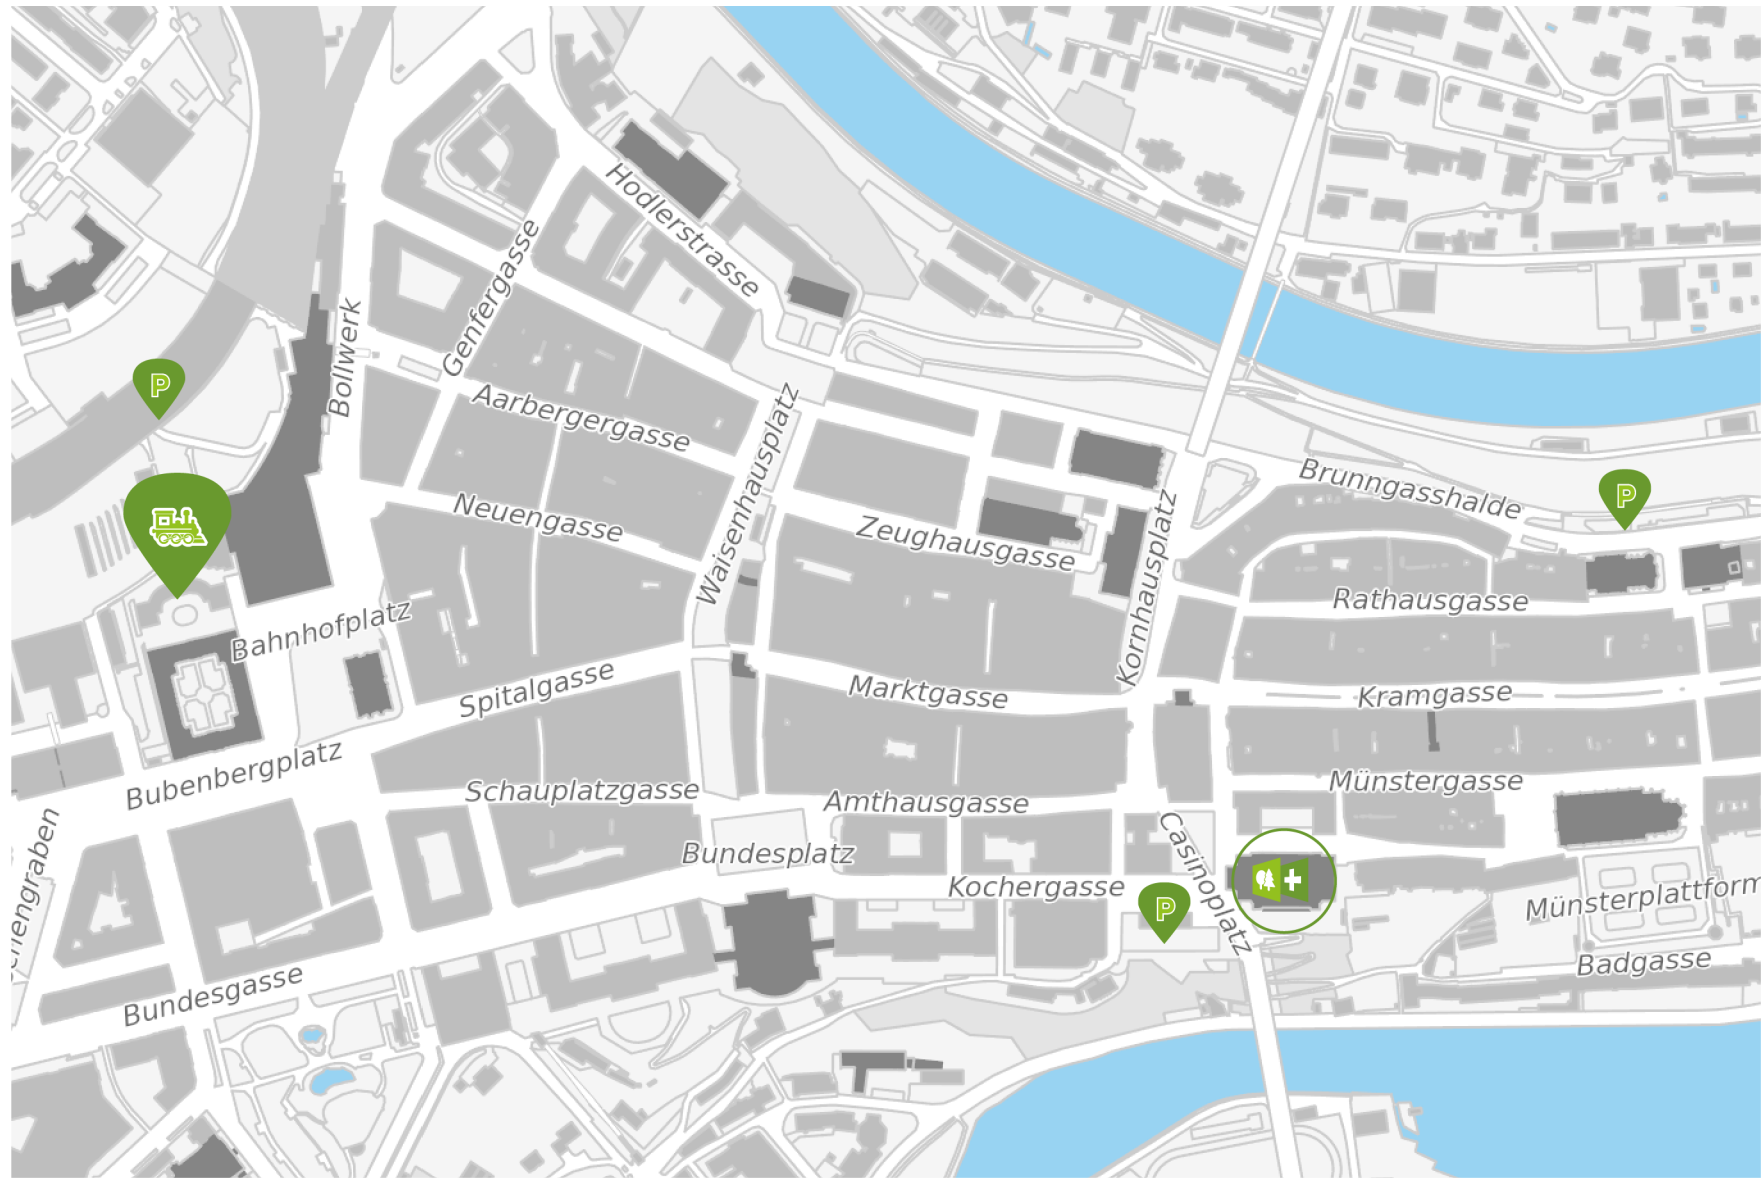 Hodlerstrasse
Genfergasse
Bollwerk
P
Aarbergergasse
Waisenhausplatz
Neuengasse
Zeughausgasse
Brunngasshalde
P
Kornhausplatz
Rathausgasse
Bahnhofplatz
Spitalgasse
Marktgasse
Kramgasse
Bubenbergplatz
Schauplatzgasse
Amthausgasse
Münstergasse
Bundesplatz
Casinoplatz
Kochergasse
P
Münsterplattform
Badgasse
Bundesgasse
chengraben